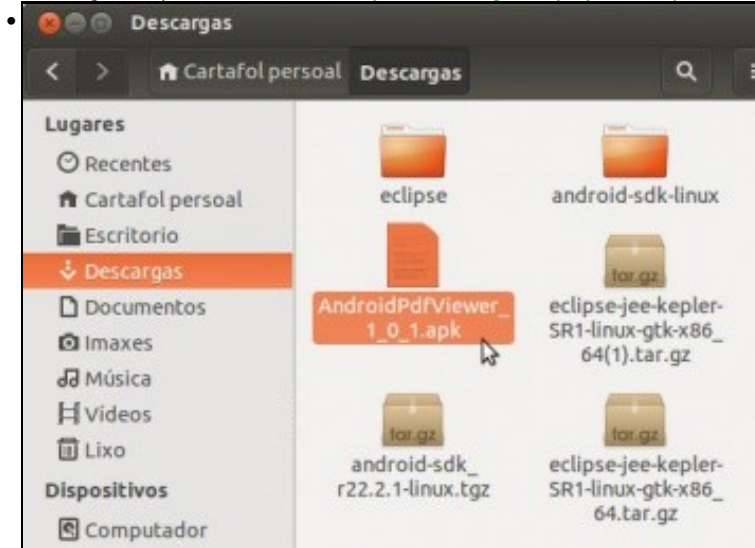 Descargas
Cartafol persoal Descargas
Lugares
Recentes
Cartafol persoal
Escritorio
Descargas
Documentos
Imaxes
Música
Vídeos
Lixo
Dispositivos
Computador
eclipse
android-sdk-linux
AndroidPdfViewer_
1_0_1.apk
tar.gz
eclipse-jee-kepler-
SR1-linux-gtk-x86_
64(1).tar.gz
tar.gz
android-sdk_
r22.2.1-linux.tgz
tar.gz
eclipse-jee-kepler-
SR1-linux-gtk-x86_
64.tar.gz